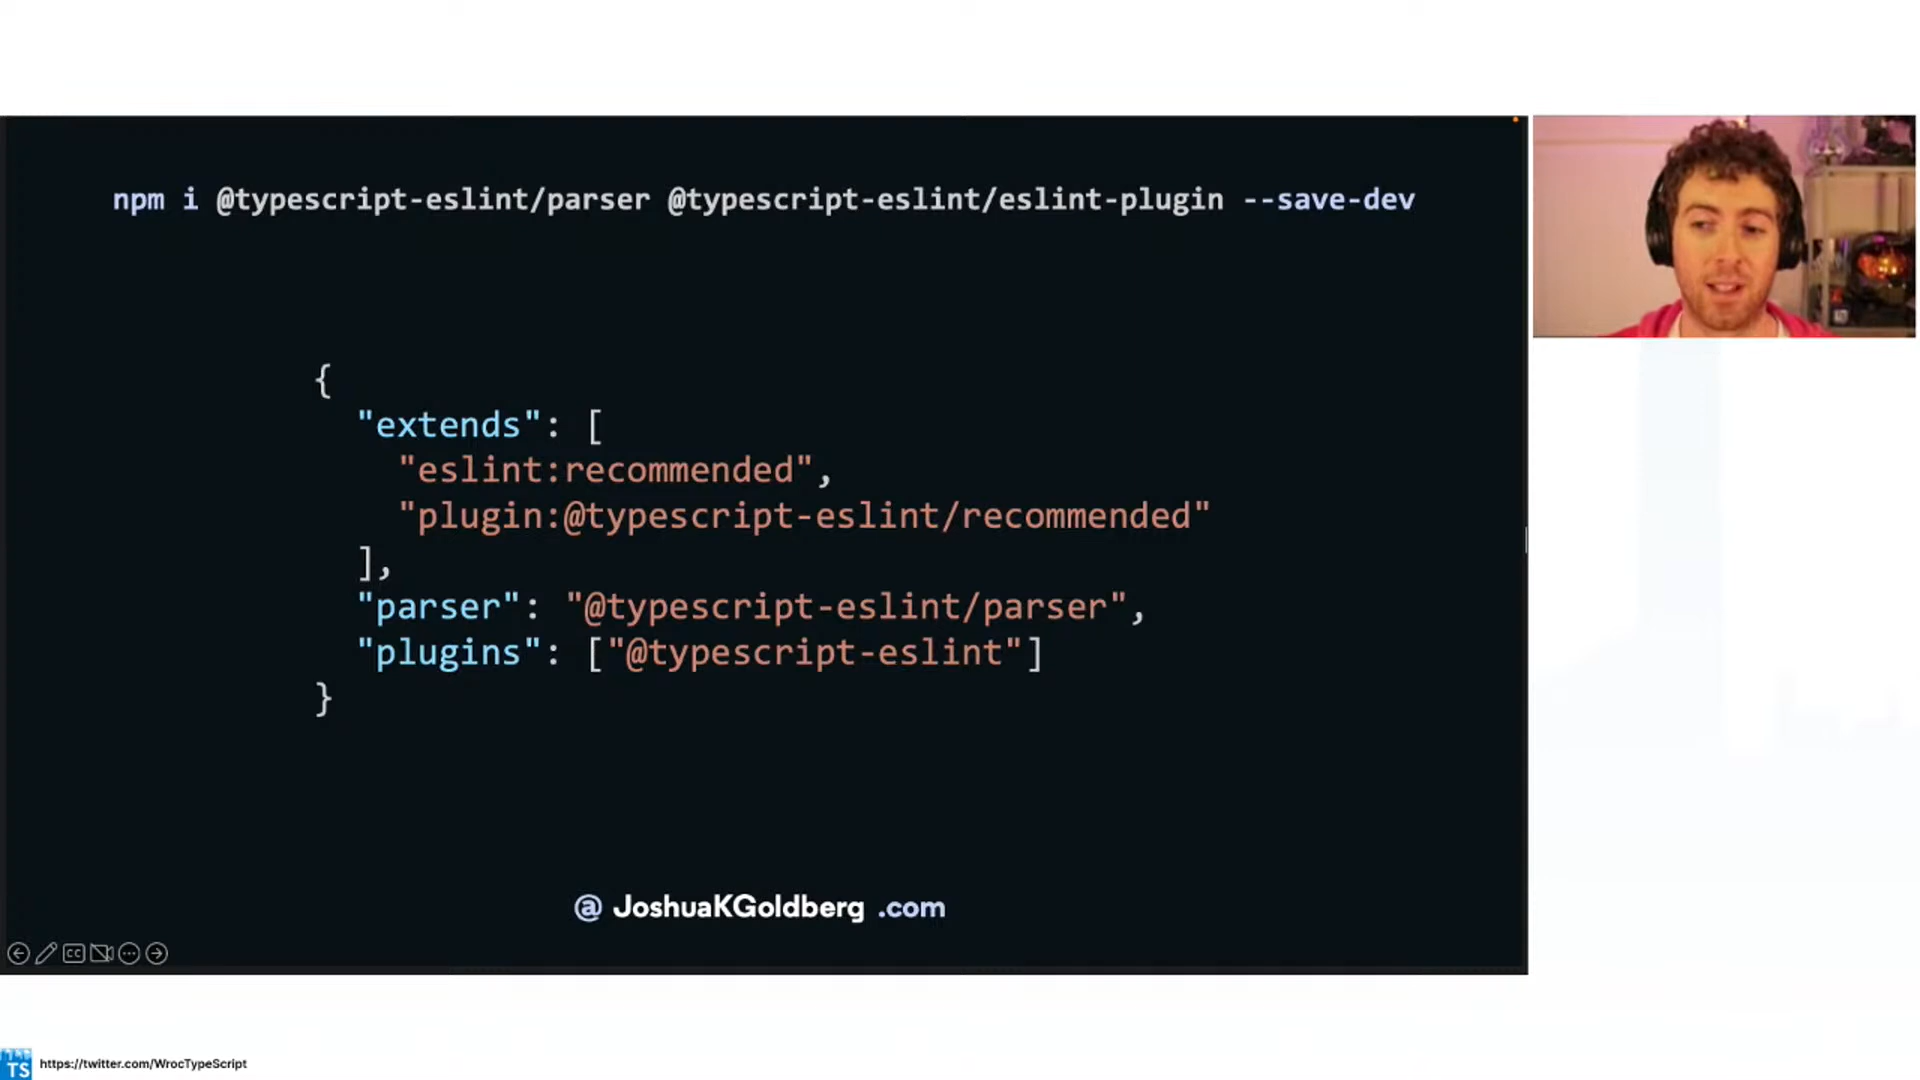 npm i @typescript-eslint/parser @typescript-eslint/eslint-plugin --save-dev
{
"extends": [
"eslint:recommended",
"plugin:@typescript-eslint/recommended"
],
"parser": "@typescript-eslint/parser",
"plugins": ["@typescript-eslint"]
}
@ JoshuaKGoldberg .com
CC
TS https://twitter.com/WrocTypeScript